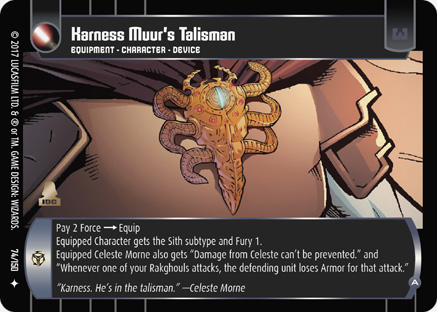 Karness Muur's Talisman
EQUIPMENT • CHARACTER • DEVICE
Pay 2 Force → Equip
Equipped Character gets the Sith subtype and Fury 1.
Equipped Celeste Morne also gets "Damage from Celeste can't be prevented." and
"Whenever one of your Rakghouls attacks, the defending unit loses Armor for that attack."
"Karness. He's in the talisman." —Celeste Morne
© 2017 LUCASFILM LTD. & ® or TM. GAME DESIGN: WIZARDS.
74/150
IDC
A